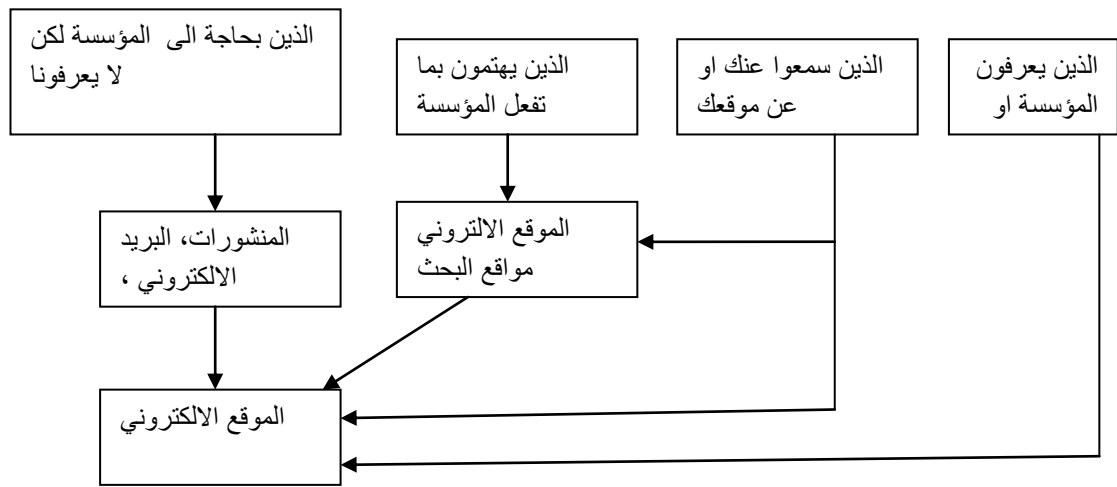 الذين يعرفون
المؤسسة او
الذين سمعوا عنك او
عن موقعك
الذين يهتمون بما
تفعل المؤسسة
الذين بحاجة الى المؤسسة لكن
لا يعرفونا
الموقع الالتروني
مواقع البحث
المنشورات، البريد
الالكتروني ،
الموقع الالكتروني